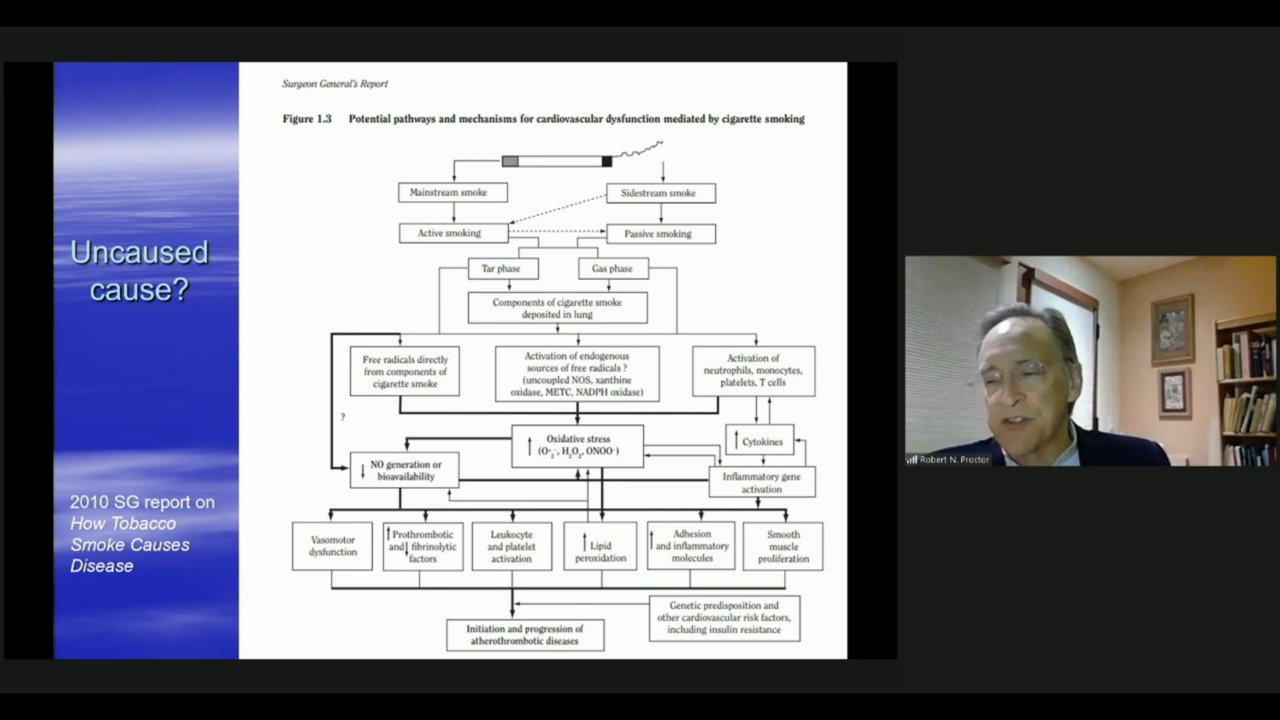 Uncaused
cause?
2010 SG report on
How Tobacco
Smoke Causes
Disease
Surgeon General's Report
Figure 1.3 Potential pathways and mechanisms for cardiovascular dysfunction mediated by cigarette smoking
Mainstream smoke
Sidestream smoke
Active smoking
Passive smoking
Tar phase
Gas phase
Components of cigarette smoke
deposited in lung
Free radicals directly
from components of
cigarette smoke
Activation of endogenous
sources of free radicals ?
(uncoupled NOS, xanthine
oxidase, METC, NADPH oxidase)
Activation of
neutrophils, monocytes,
platelets, T cells
?
↑ Oxidative stress
(O·₂⁻, H₂O₂, ONOO⁻)
↑ Cytokines
↓ NO generation or
bioavailability
Inflammatory gene
activation
Vasomotor
dysfunction
↑ Prothrombotic
and ↓ fibrinolytic
factors
Leukocyte
and platelet
activation
↑ Lipid
peroxidation
↑ Adhesion
and inflammatory
molecules
Smooth
muscle
proliferation
Genetic predisposition and
other cardiovascular risk factors,
including insulin resistance
Initiation and progression of
atherothrombotic diseases
Robert N. Proctor